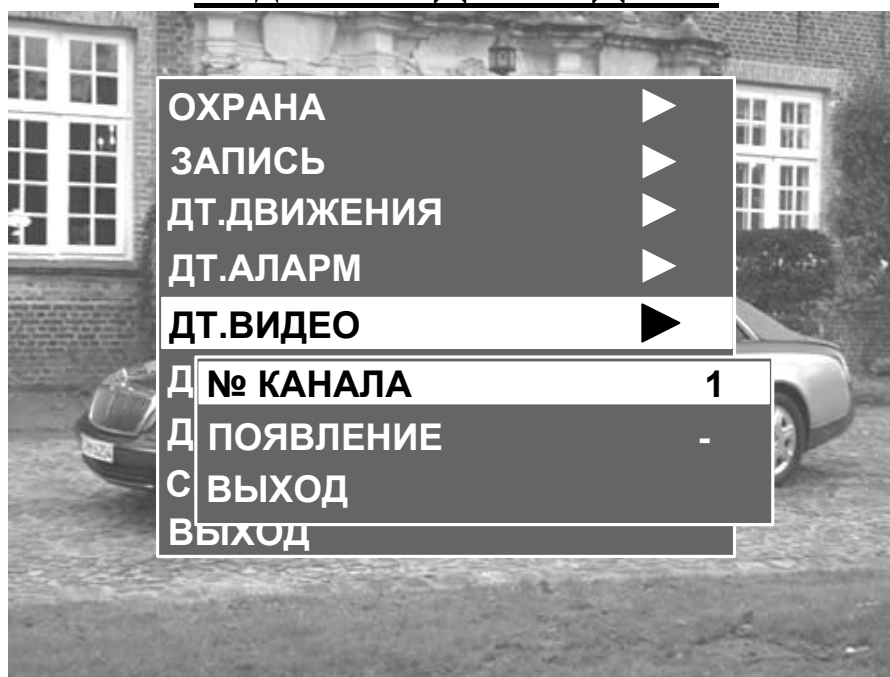 ОХРАНА
ЗАПИСЬ
ДТ.ДВИЖЕНИЯ
ДТ.АЛАРМ
ДТ.ВИДЕО
№ КАНАЛА 1
ПОЯВЛЕНИЕ -
ВЫХОД
ВЫХОД